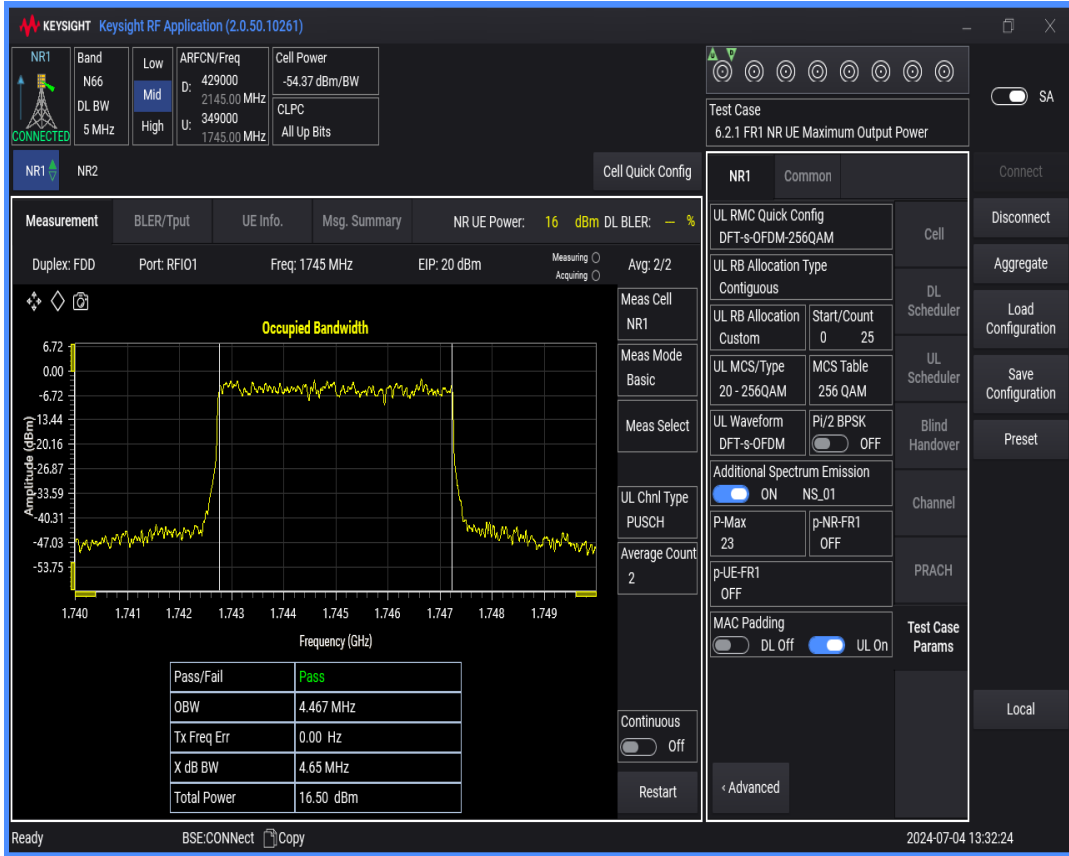 KEYSIGHT Keysight RF Application (2.0.50.10261)
NR1
CONNECTED
Band
N66
DL BW
5 MHz
Low
Mid
High
ARFCN/Freq
D: 429000
2145.00 MHz
U: 349000
1745.00 MHz
Cell Power
-54.37 dBm/BW
CLPC
All Up Bits
U D
Test Case
6.2.1 FR1 NR UE Maximum Output Power
SA
NR1 NR2
Cell Quick Config
Measurement BLER/Tput UE Info. Msg. Summary NR UE Power: 16 dBm DL BLER: --- %
Duplex: FDD Port: RFIO1 Freq: 1745 MHz EIP: 20 dBm Measuring Avg: 2/2
Acquiring
Occupied Bandwidth
Amplitude (dBm)
6.72
0.00
-6.72
-13.44
-20.16
-26.87
-33.59
-40.31
-47.03
-53.75
1.740 1.741 1.742 1.743 1.744 1.745 1.746 1.747 1.748 1.749
Frequency (GHz)
Pass/Fail Pass
OBW 4.467 MHz
Tx Freq Err 0.00 Hz
X dB BW 4.65 MHz
Total Power 16.50 dBm
Meas Cell
NR1
Meas Mode
Basic
Meas Select
UL Chnl Type
PUSCH
Average Count
2
Continuous
Off
Restart
NR1 Common
UL RMC Quick Config
DFT-s-OFDM-256QAM
UL RB Allocation Type
Contiguous
UL RB Allocation Start/Count
Custom 0 25
UL MCS/Type MCS Table
20 - 256QAM 256 QAM
UL Waveform Pi/2 BPSK
DFT-s-OFDM OFF
Additional Spectrum Emission
ON NS_01
P-Max p-NR-FR1
23 OFF
p-UE-FR1
OFF
MAC Padding
DL Off UL On
‹ Advanced
Cell
DL
Scheduler
UL
Scheduler
Blind
Handover
Channel
PRACH
Test Case
Params
Connect
Disconnect
Aggregate
Load
Configuration
Save
Configuration
Preset
Local
Ready BSE:CONNect Copy 2024-07-04 13:32:24